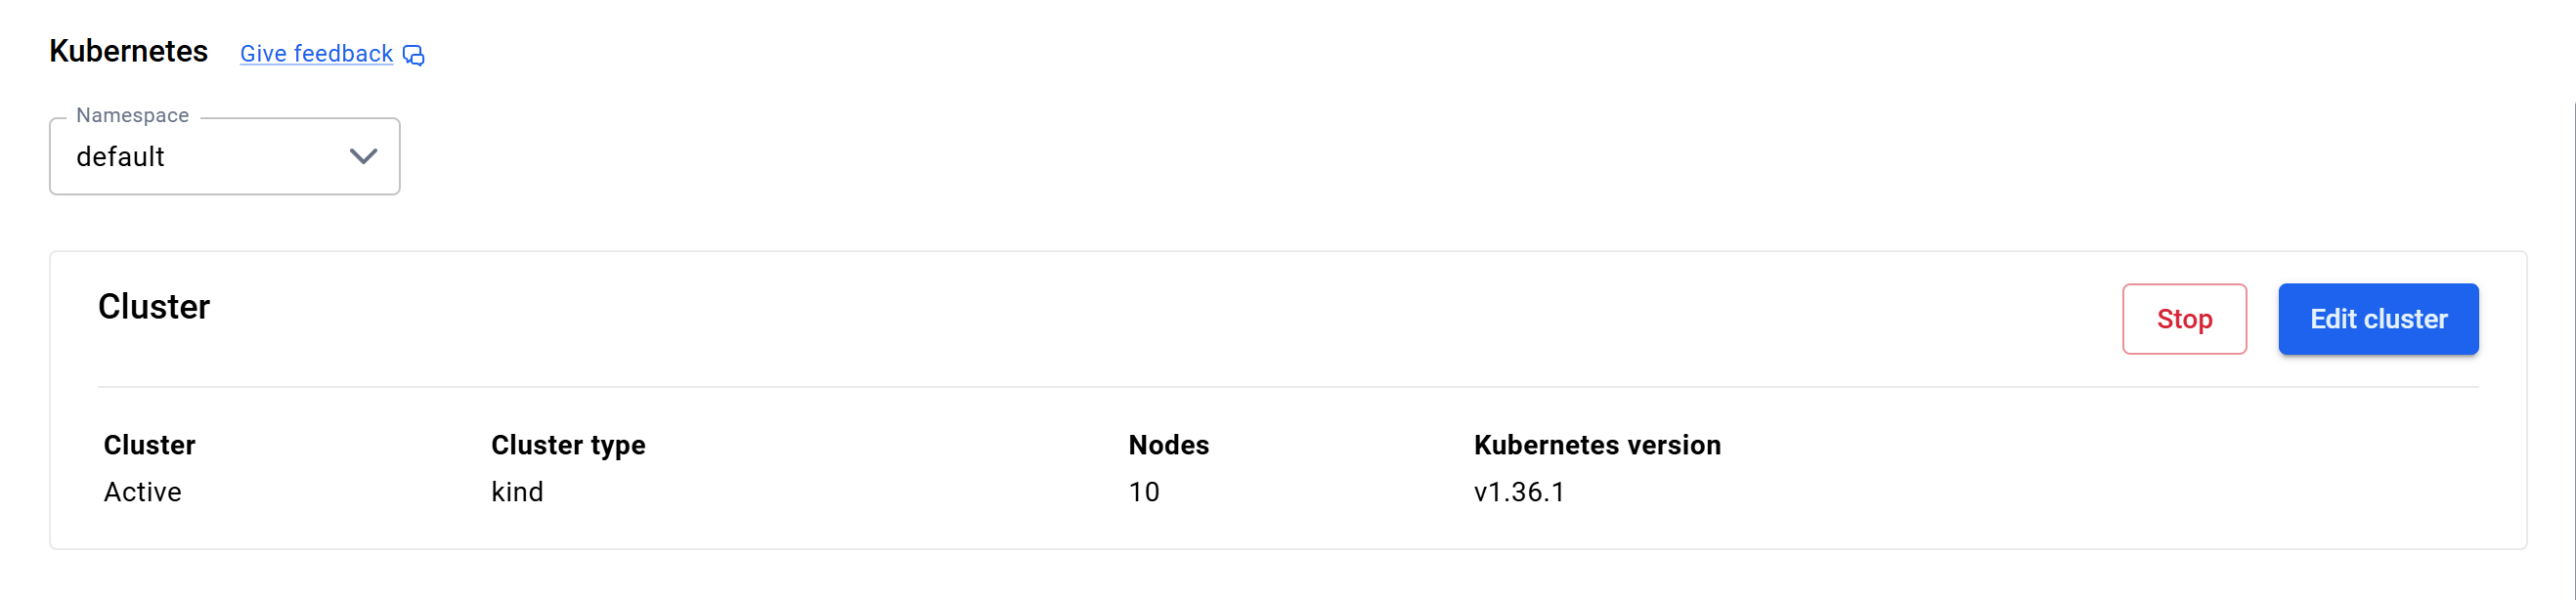 Kubernetes Give feedback
Namespace
default
Cluster
Stop Edit cluster
Cluster Cluster type Nodes Kubernetes version
Active kind 10 v1.36.1